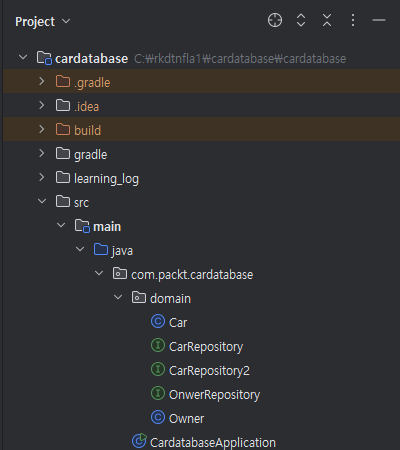 Project
cardatabase C:₩rkdtnfla1₩cardatabase₩cardatabase
.gradle
.idea
build
gradle
learning_log
src
main
java
com.packt.cardatabase
domain
Car
CarRepository
CarRepository2
OnwerRepository
Owner
CardatabaseApplication